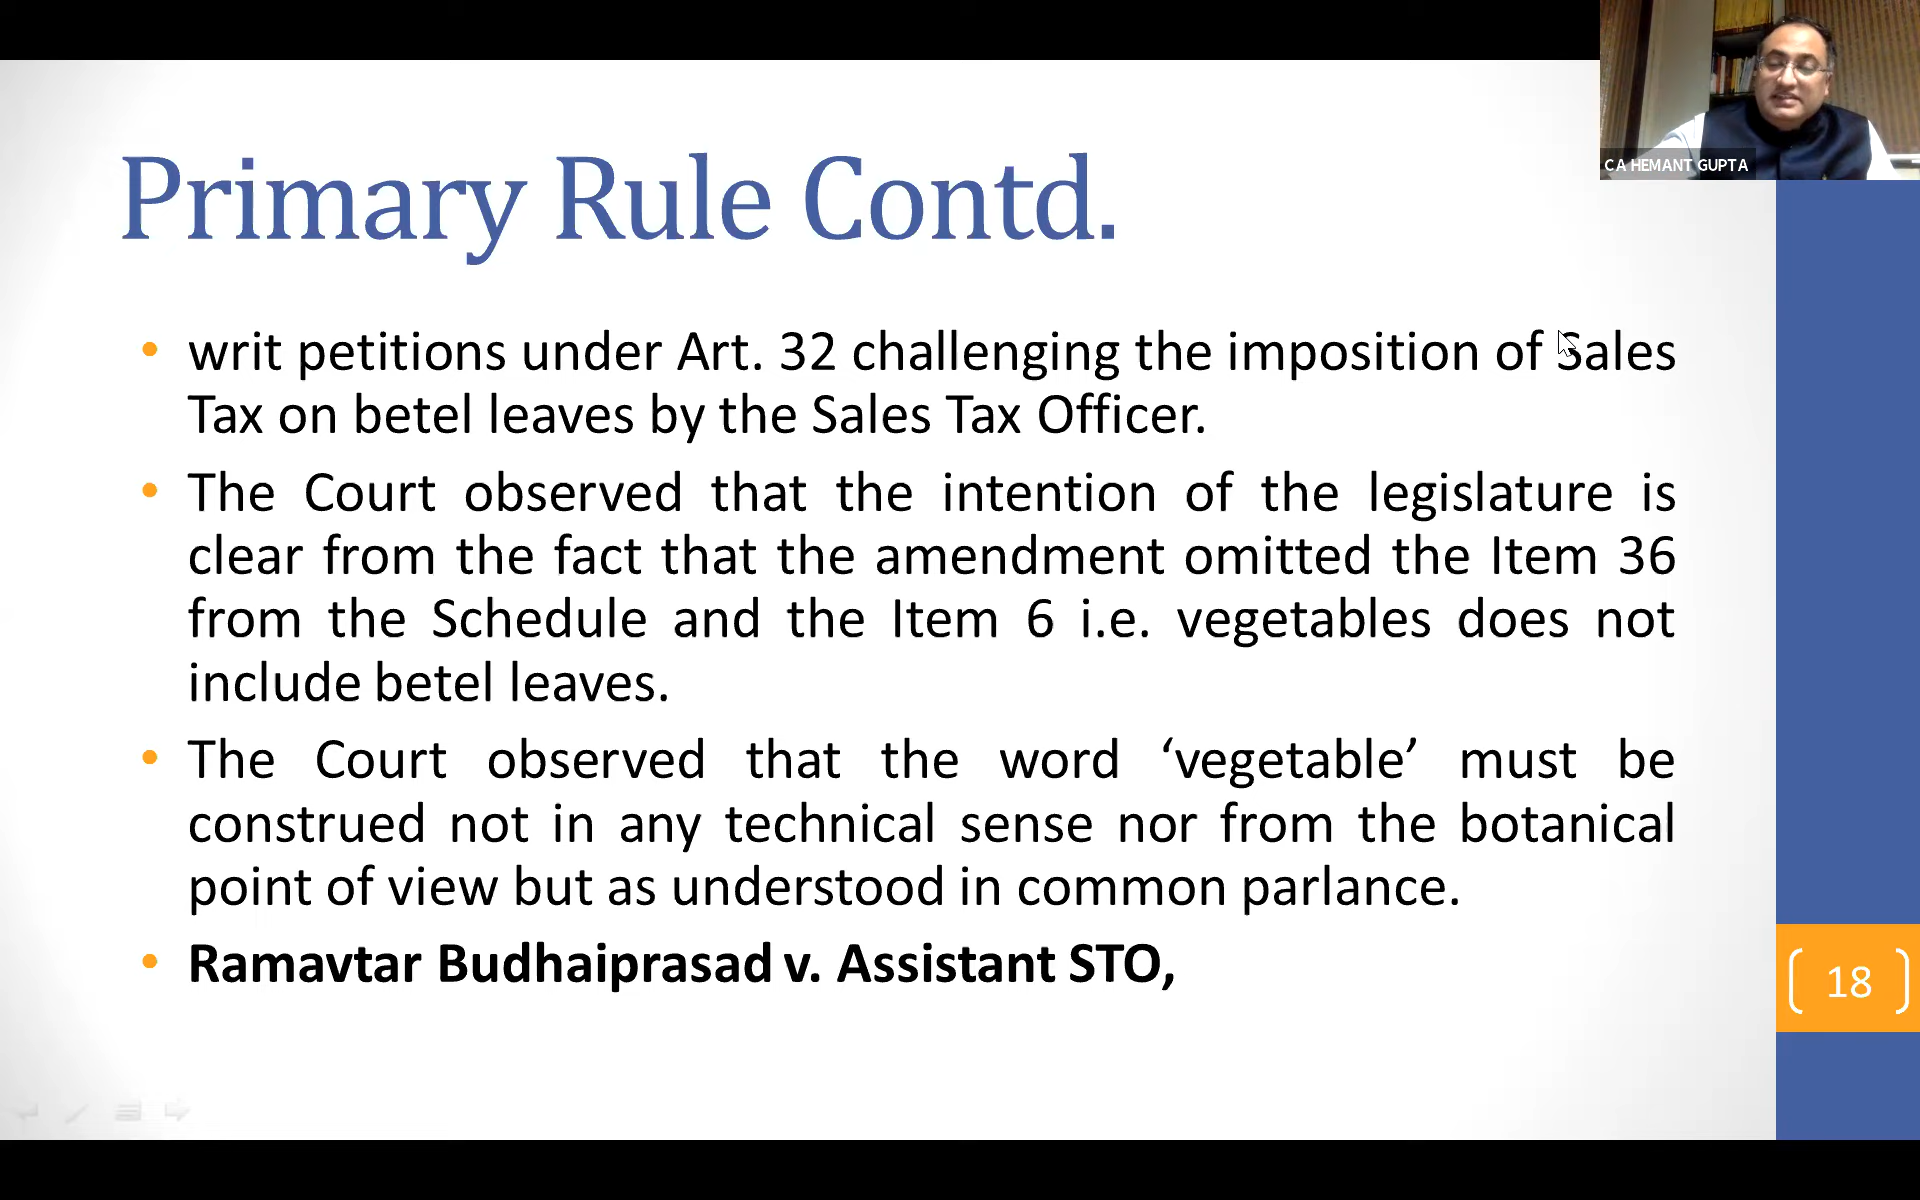 CA HEMANT GUPTA
Primary Rule Contd.
• writ petitions under Art. 32 challenging the imposition of Sales
Tax on betel leaves by the Sales Tax Officer.
• The Court observed that the intention of the legislature is
clear from the fact that the amendment omitted the Item 36
from the Schedule and the Item 6 i.e. vegetables does not
include betel leaves.
• The Court observed that the word ‘vegetable’ must be
construed not in any technical sense nor from the botanical
point of view but as understood in common parlance.
• Ramavtar Budhaiprasad v. Assistant STO,
18